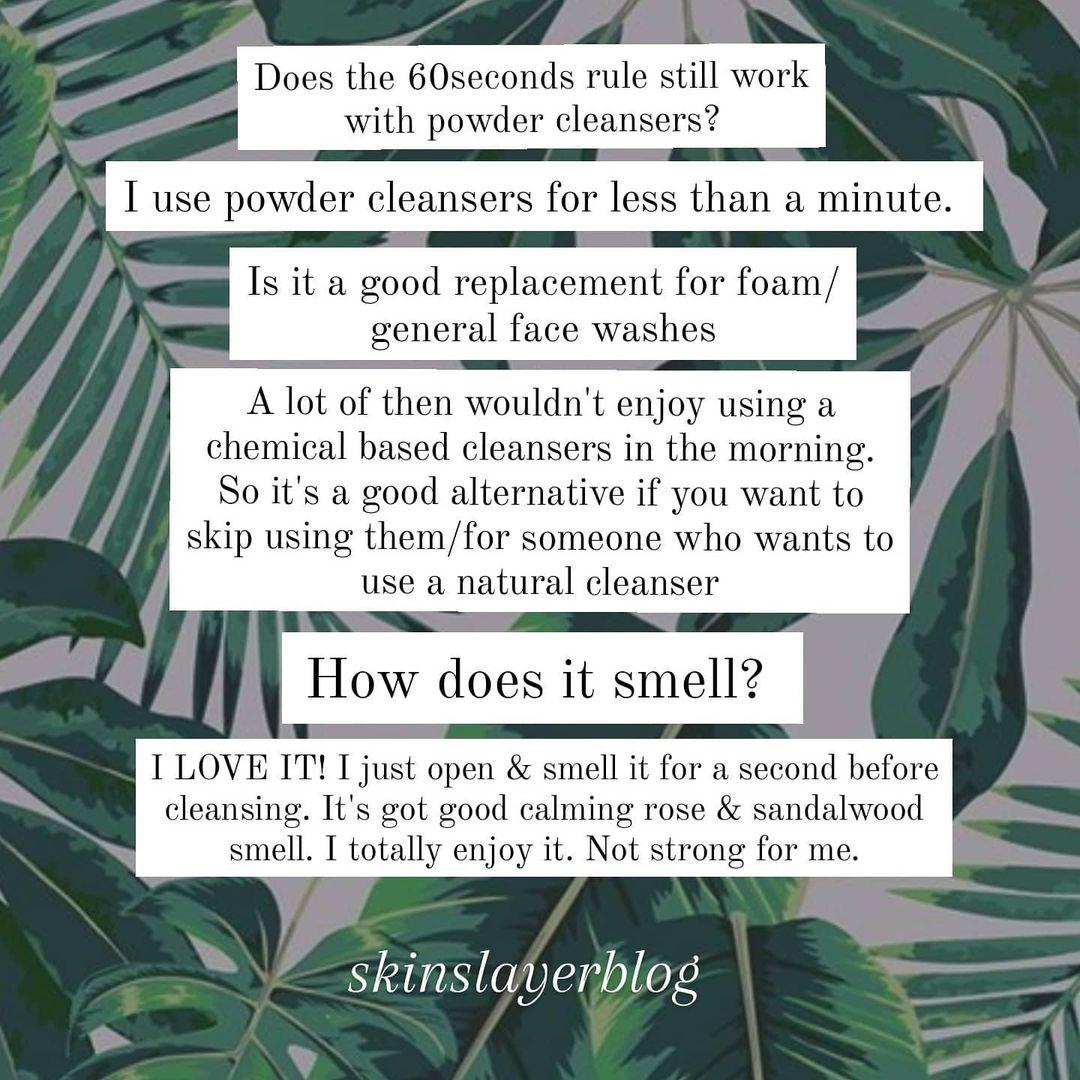 Does the 60seconds rule still work
with powder cleansers?
I use powder cleansers for less than a minute.
Is it a good replacement for foam/
general face washes
A lot of then wouldn't enjoy using a
chemical based cleansers in the morning.
So it's a good alternative if you want to
skip using them/for someone who wants to
use a natural cleanser
How does it smell?
I LOVE IT! I just open & smell it for a second before
cleansing. It's got good calming rose & sandalwood
smell. I totally enjoy it. Not strong for me.
skinslayerblog